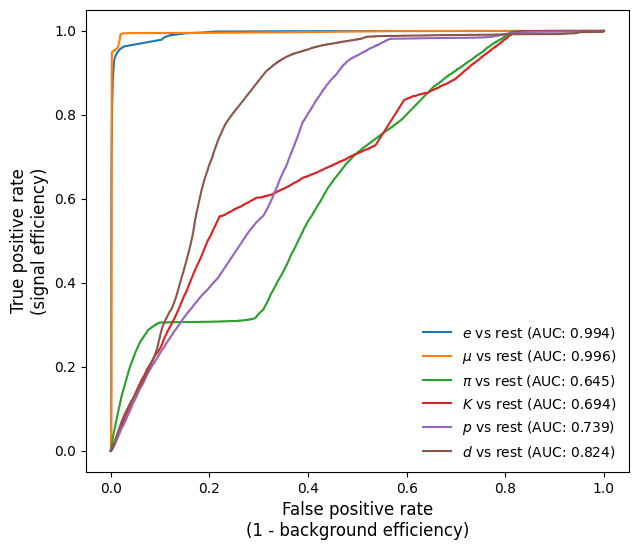 1.0
0.8
0.6
0.4
0.2
0.0
True positive rate
(signal efficiency)
0.0 0.2 0.4 0.6 0.8 1.0
False positive rate
(1 - background efficiency)
e vs rest (AUC: 0.994)
μ vs rest (AUC: 0.996)
π vs rest (AUC: 0.645)
K vs rest (AUC: 0.694)
p vs rest (AUC: 0.739)
d vs rest (AUC: 0.824)